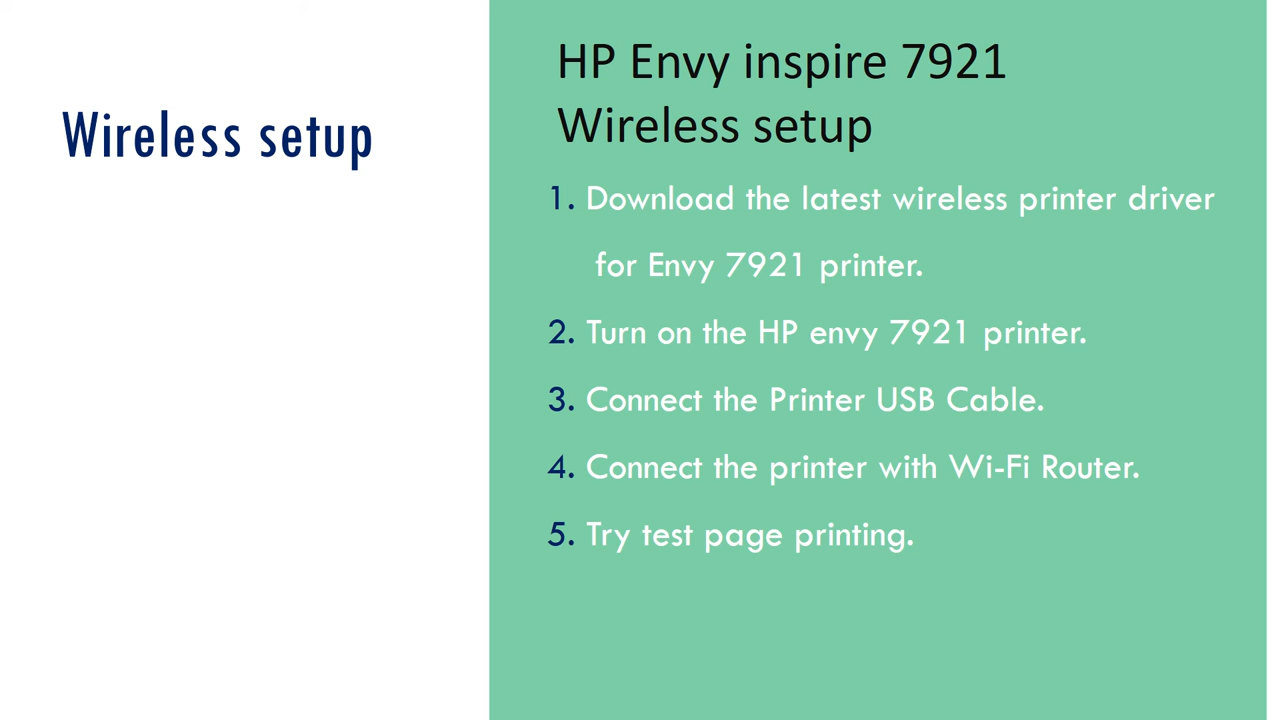 Wireless setup
HP Envy inspire 7921
Wireless setup
1. Download the latest wireless printer driver
for Envy 7921 printer.
2. Turn on the HP envy 7921 printer.
3. Connect the Printer USB Cable.
4. Connect the printer with Wi-Fi Router.
5. Try test page printing.